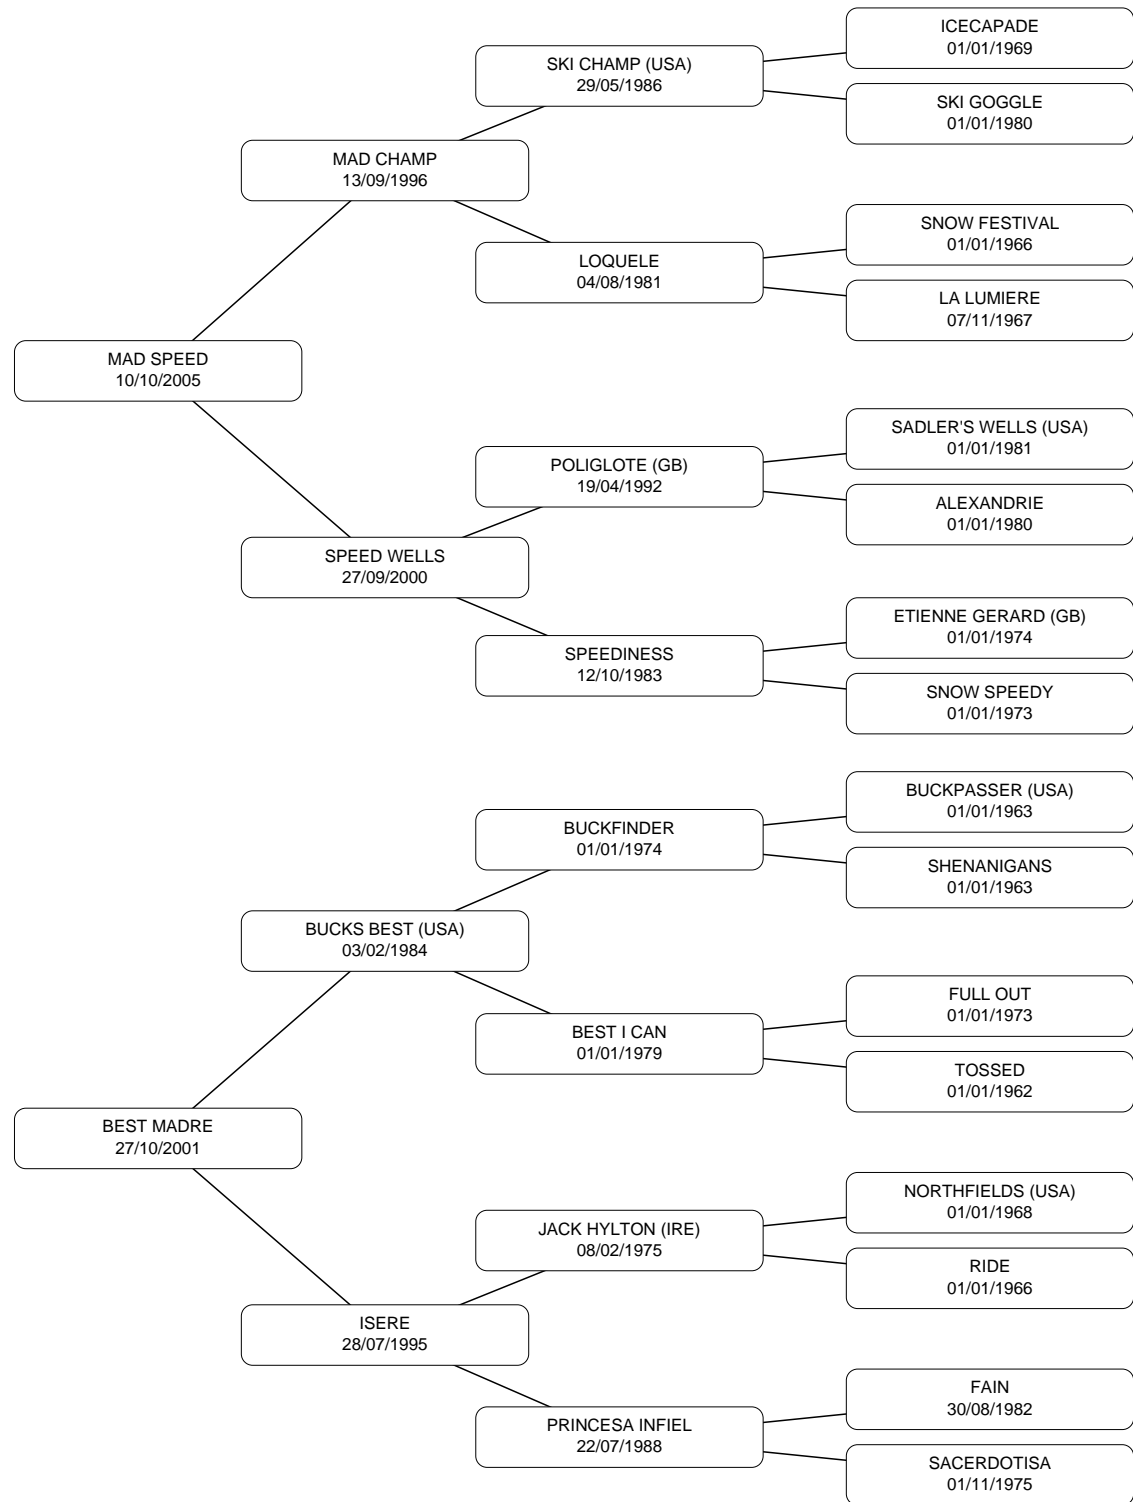 ICECAPADE
01/01/1969
SKI CHAMP (USA)
29/05/1986
SKI GOGGLE
01/01/1980
MAD CHAMP
13/09/1996
SNOW FESTIVAL
01/01/1966
LOQUELE
04/08/1981
LA LUMIERE
07/11/1967
MAD SPEED
10/10/2005
SADLER'S WELLS (USA)
01/01/1981
POLIGLOTE (GB)
19/04/1992
ALEXANDRIE
01/01/1980
SPEED WELLS
27/09/2000
ETIENNE GERARD (GB)
01/01/1974
SPEEDINESS
12/10/1983
SNOW SPEEDY
01/01/1973
BUCKPASSER (USA)
01/01/1963
BUCKFINDER
01/01/1974
SHENANIGANS
01/01/1963
BUCKS BEST (USA)
03/02/1984
FULL OUT
01/01/1973
BEST I CAN
01/01/1979
TOSSED
01/01/1962
BEST MADRE
27/10/2001
NORTHFIELDS (USA)
01/01/1968
JACK HYLTON (IRE)
08/02/1975
RIDE
01/01/1966
ISERE
28/07/1995
FAIN
30/08/1982
PRINCESA INFIEL
22/07/1988
SACERDOTISA
01/11/1975